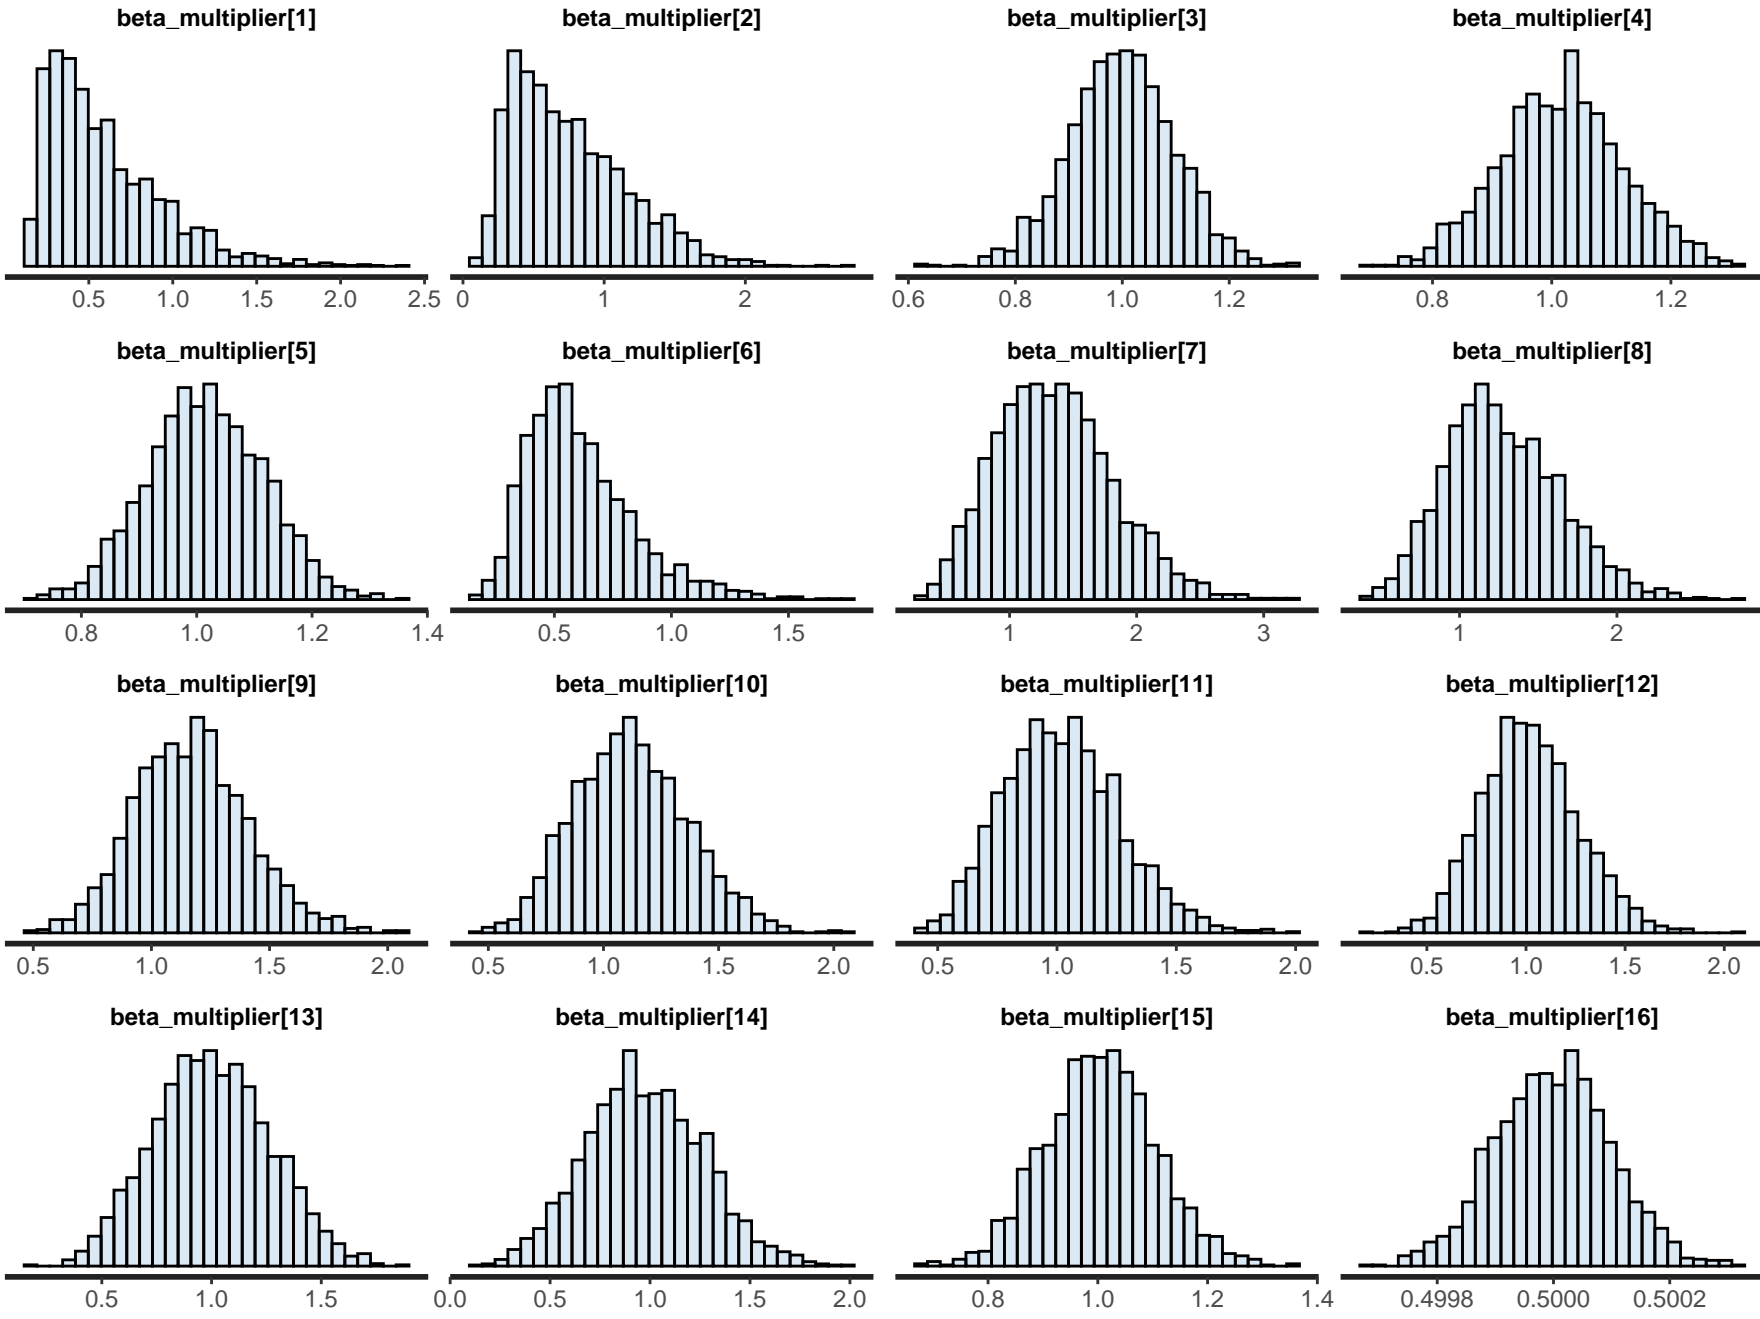 beta_multiplier[1] beta_multiplier[2] beta_multiplier[3] beta_multiplier[4]
0.5 1.0 1.5 2.0 2.5 0 1 2 0.6 0.8 1.0 1.2 0.8 1.0 1.2
beta_multiplier[5] beta_multiplier[6] beta_multiplier[7] beta_multiplier[8]
0.8 1.0 1.2 1.4 0.5 1.0 1.5 1 2 3 1 2
beta_multiplier[9] beta_multiplier[10] beta_multiplier[11] beta_multiplier[12]
0.5 1.0 1.5 2.0 0.5 1.0 1.5 2.0 0.5 1.0 1.5 2.0 0.5 1.0 1.5 2.0
beta_multiplier[13] beta_multiplier[14] beta_multiplier[15] beta_multiplier[16]
0.5 1.0 1.5 0.0 0.5 1.0 1.5 2.0 0.8 1.0 1.2 1.4 0.4998 0.5000 0.5002